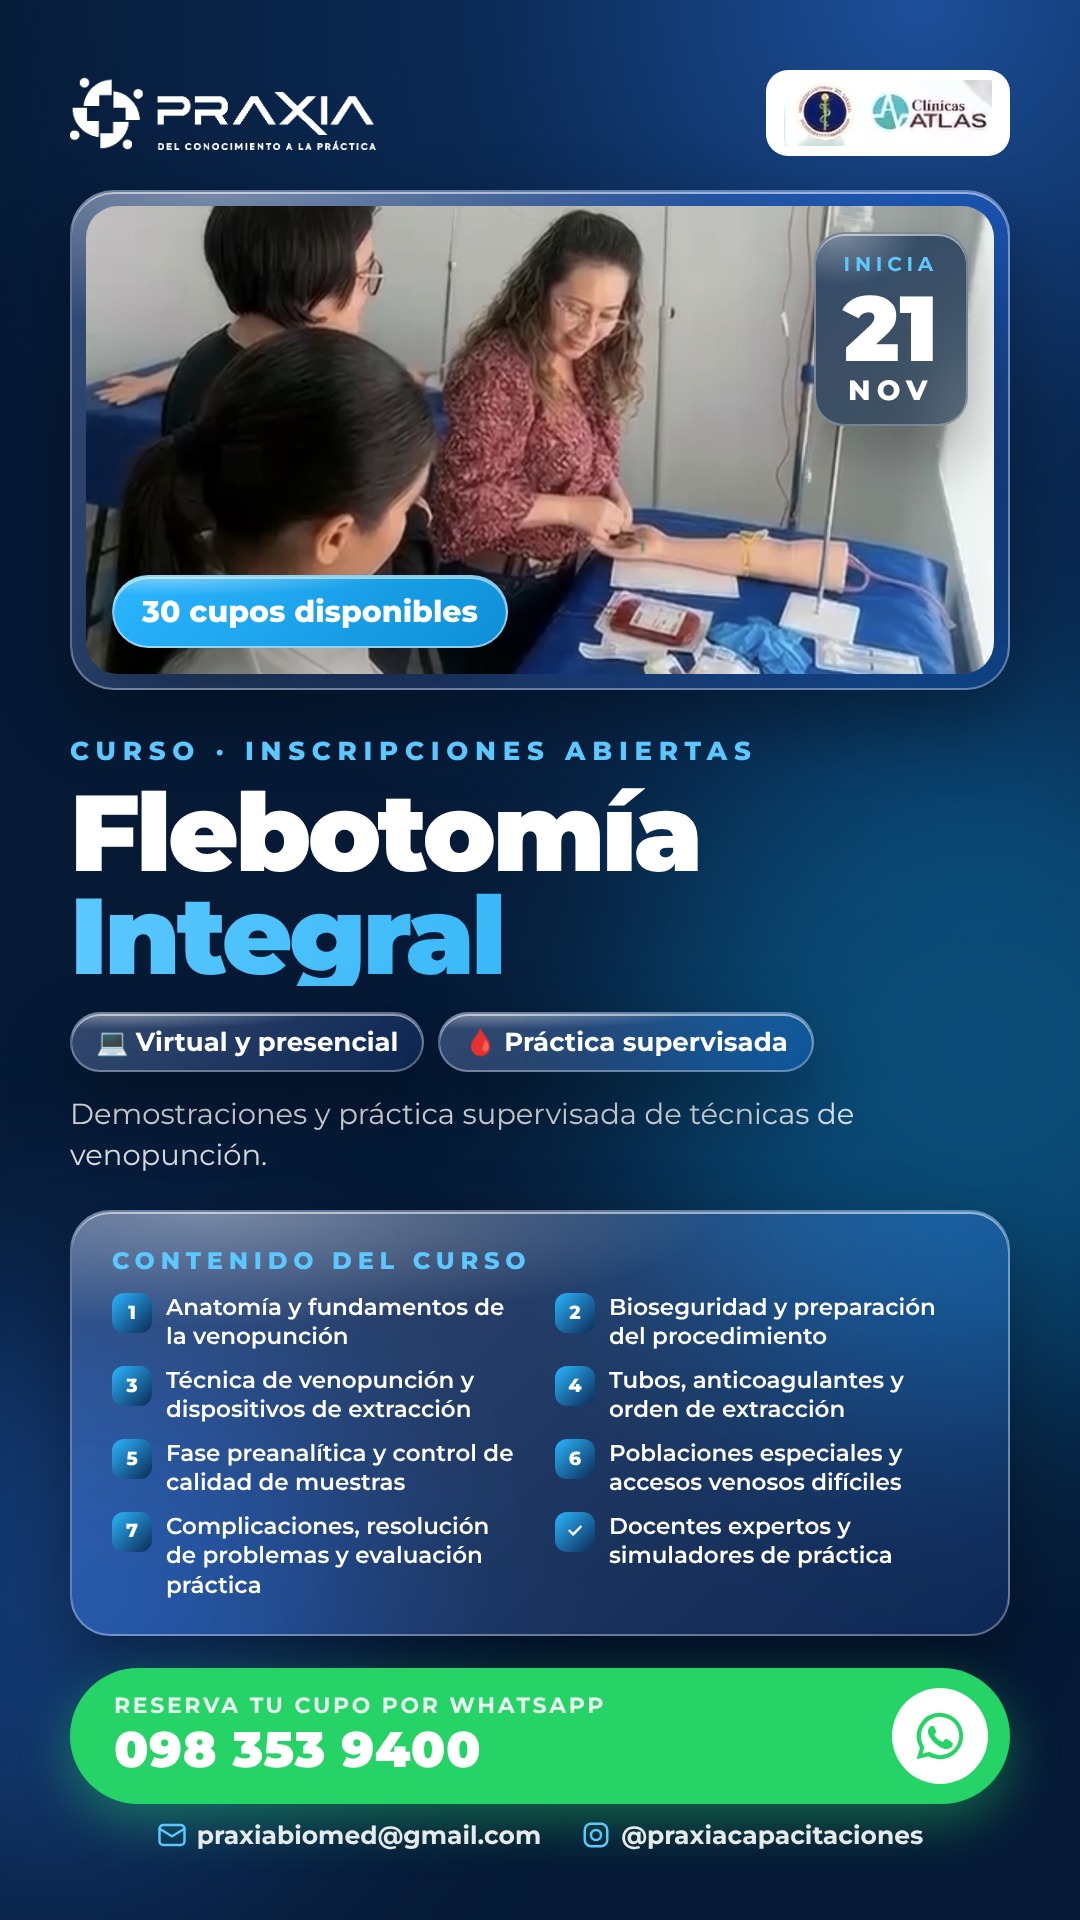 PRAXIA
DEL CONOCIMIENTO A LA PRÁCTICA
Clínicas
ATLAS
INICIA
21
NOV
30 cupos disponibles
CURSO · INSCRIPCIONES ABIERTAS
Flebotomía
Integral
Virtual y presencial
Práctica supervisada
Demostraciones y práctica supervisada de técnicas de
venopunción.
CONTENIDO DEL CURSO
1 Anatomía y fundamentos de
la venopunción
2 Bioseguridad y preparación
del procedimiento
3 Técnica de venopunción y
dispositivos de extracción
4 Tubos, anticoagulantes y
orden de extracción
5 Fase preanalítica y control de
calidad de muestras
6 Poblaciones especiales y
accesos venosos difíciles
7 Complicaciones, resolución
de problemas y evaluación
práctica
✓ Docentes expertos y
simuladores de práctica
RESERVA TU CUPO POR WHATSAPP
098 353 9400
praxiabiomed@gmail.com
@praxiacapacitaciones